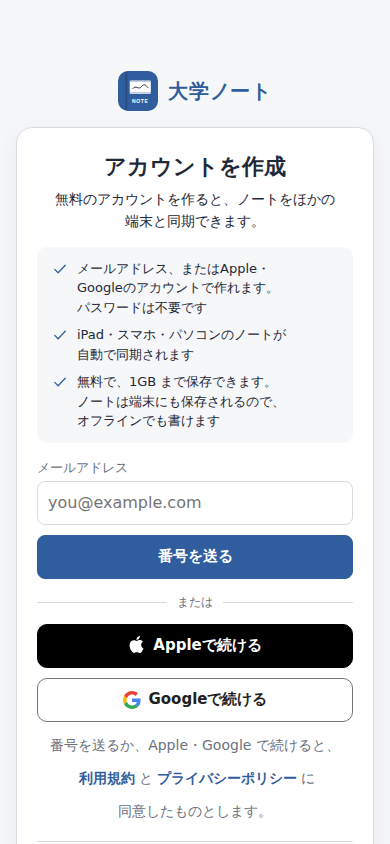 NOTE
大学ノート
アカウントを作成
無料のアカウントを作ると、ノートをほかの
端末と同期できます。
メールアドレス、またはApple・
Googleのアカウントで作れます。
パスワードは不要です
iPad・スマホ・パソコンのノートが
自動で同期されます
無料で、1GB まで保存できます。
ノートは端末にも保存されるので、
オフラインでも書けます
メールアドレス
you@example.com
番号を送る
または
Appleで続ける
Googleで続ける
番号を送るか、Apple・Google で続けると、
利用規約 と プライバシーポリシー に
同意したものとします。